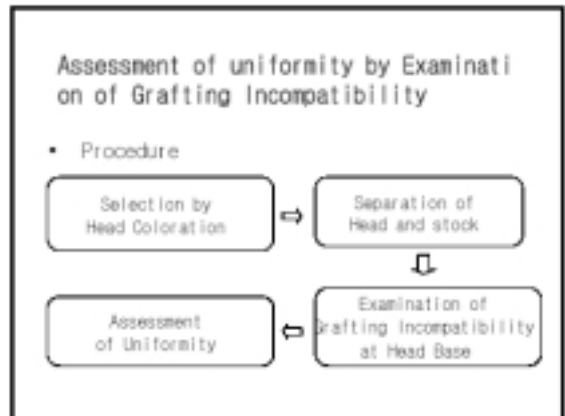 Assessment of uniformity by Examinati
on of Grafting Incompatibility
• Procedure
Selection by
Head Coloration
Separation of
Head and stock
Examination of
Grafting Incompatibility
at Head Base
Assessment
of Uniformity